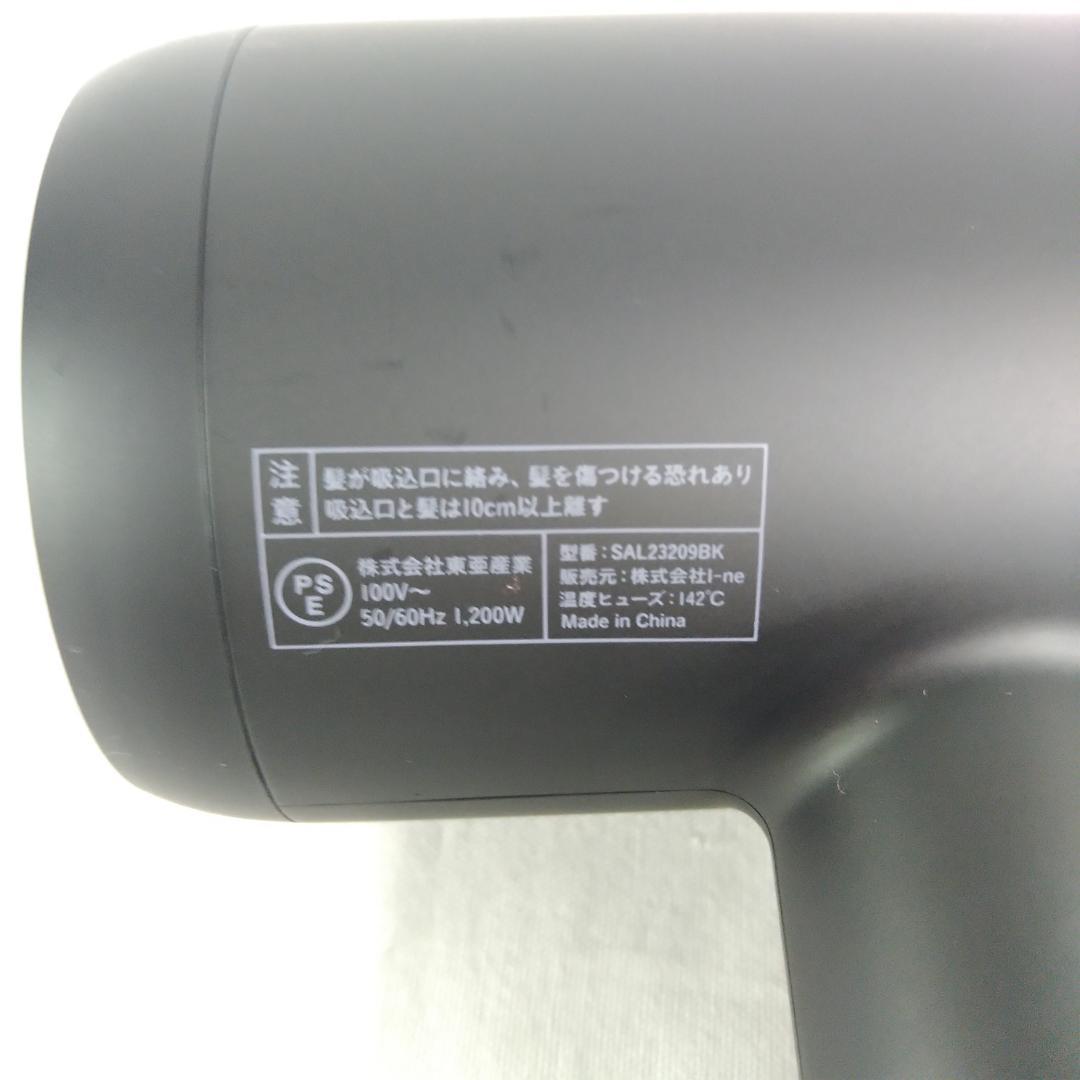 注意
髪が吸込口に絡み、髪を傷つける恐れあり
吸込口と髪は10cm以上離す
PSE
株式会社東亜産業
100V～
50/60Hz 1,200W
型番：SAL23209BK
販売元：株式会社I-ne
温度ヒューズ：142℃
Made in China